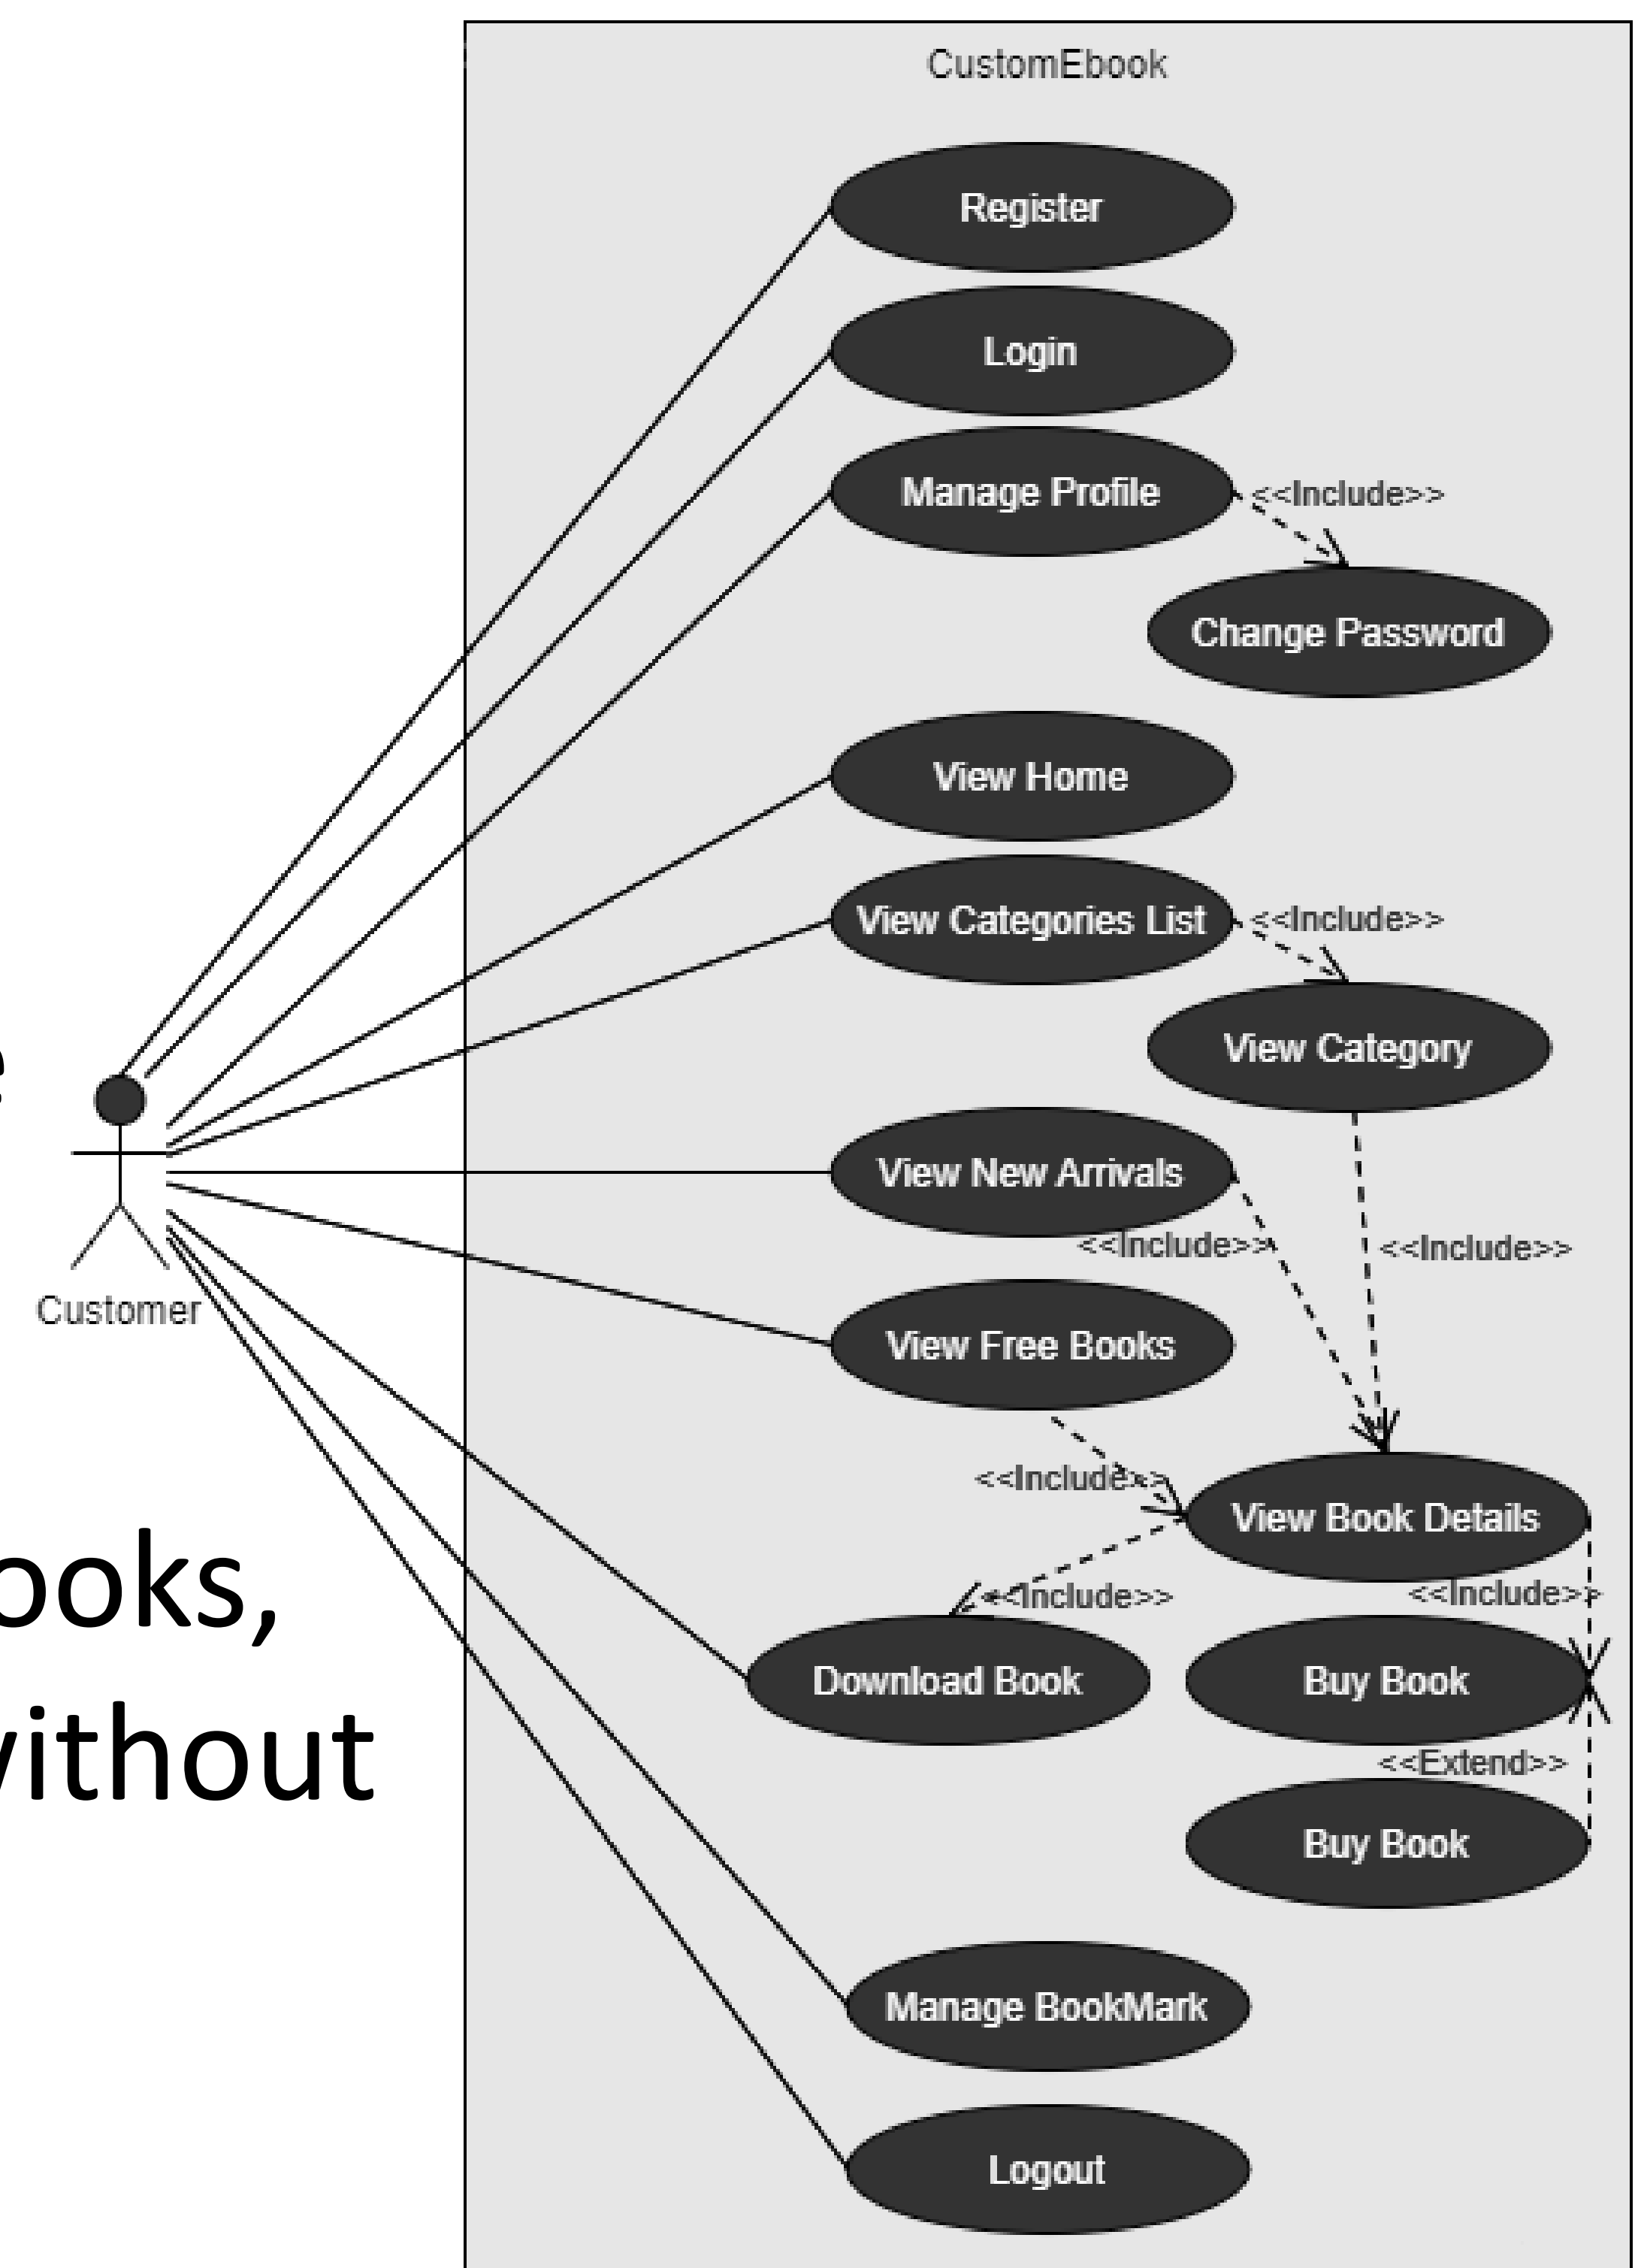 CustomEbook
Register
Login
Manage Profile
<<Include>>
Change Password
View Home
View Categories List
<<Include>>
View Category
e
Customer
View New Arrivals
<<Include>>
<<Include>>
View Free Books
<<Include>>
View Book Details
ooks,
<<Include>>
<<Include>>
Download Book
Buy Book
without
<<Extend>>
Buy Book
Manage BookMark
Logout